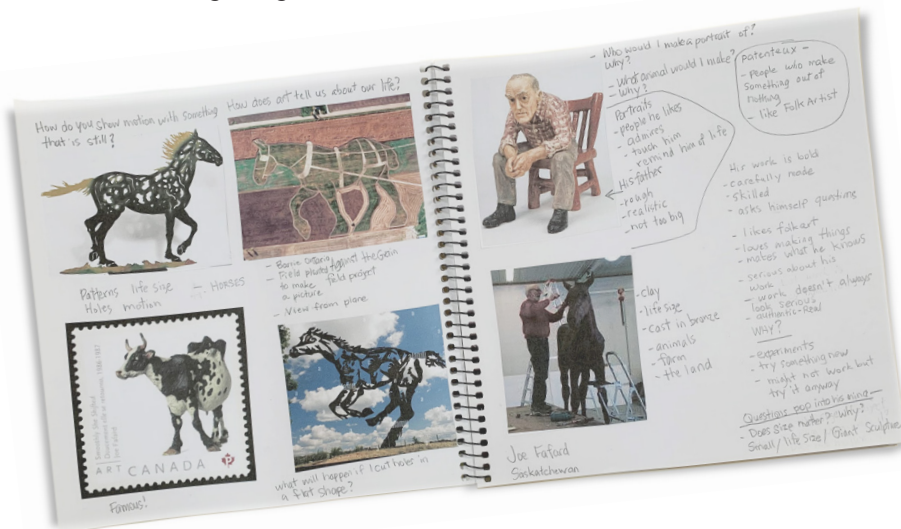 How do you show motion with something
that is still?
How does art tell us about our life?
Patterns life size - HORSES
Holes motion
- Barrie Ontario
- Field planted Against the Grain
to make field project
a picture
- View from plane
ART CANADA P
Famous!
what will happen if I cut holes in
a flat shape?
- Who would I make a portrait of?
Why?
- What animal would I make?
- Why?
Portraits
- people he likes
- admires
- touch him
- remind him of life
His father
- rough
- realistic
- not too big
patenteux -
- People who make
something out of
nothing
- like Folk Artist
His work is bold
- carefully made
- skilled
- asks himself questions
- likes folkart
- loves making things
- makes what he knows
- serious about his
work
- work doesn't always
look serious
- authentic = Real
WHY?
- experiments
- try something new
- might not work but
try it anyway
Questions pop into his mind
- Does size matter? Why?
Small / life size / Giant Sculpture
- clay
- life size
- cast in bronze
- animals
- farm
- the land
Joe Fafard
Saskatchewan